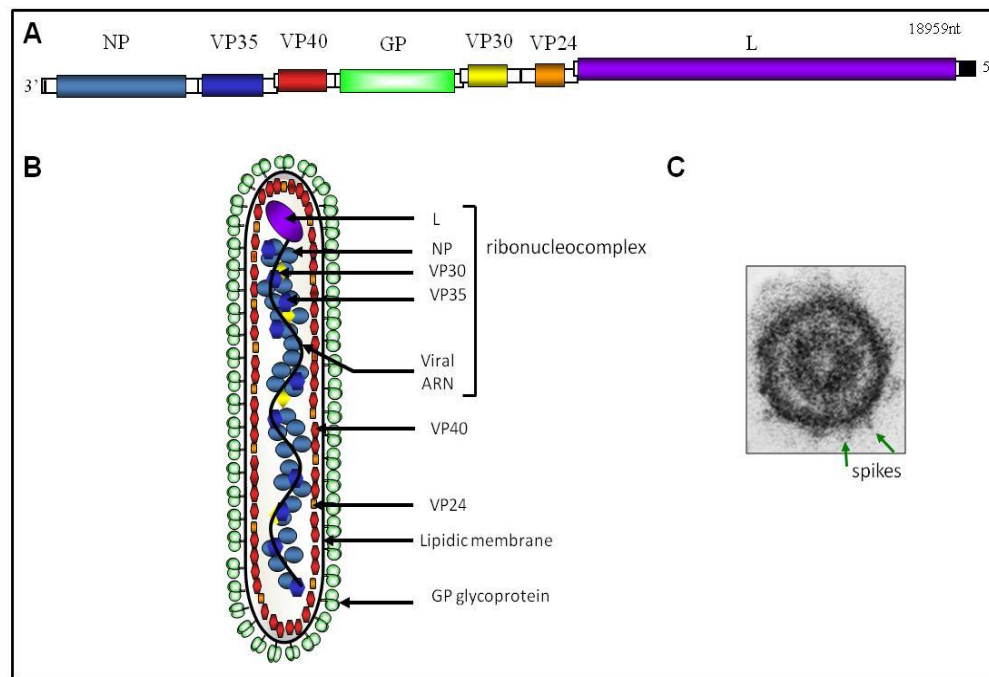 A
NP VP35 VP40 GP VP30 VP24 L 18959nt
3` 5
B
C
L
NP
VP30
VP35
ribonucleocomplex
Viral
ARN
VP40
VP24
Lipidic membrane
GP glycoprotein
spikes